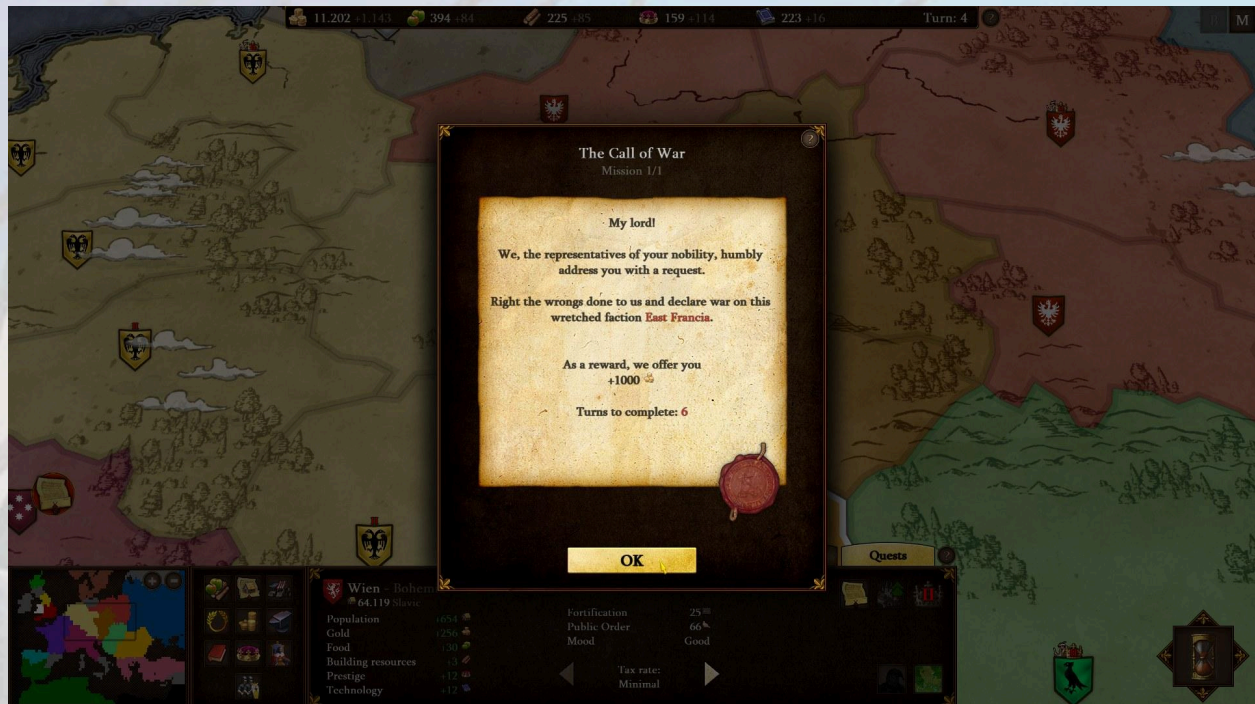 11.202 +1.143 394 +84 225 +85 159 +114 223 +16 Turn: 4 ?
M
?
The Call of War
Mission 1/1
My lord!
We, the representatives of your nobility, humbly
address you with a request.
Right the wrongs done to us and declare war on this
wretched faction East Francia.
As a reward, we offer you
+1000
Turns to complete: 6
OK
Quests ?
Wien - Bohem
64.119 Slavic
Population +654
Gold +256
Food +30
Building resources +3
Prestige +12
Technology +12
Fortification 25
Public Order 66
Mood Good
Tax rate:
Minimal